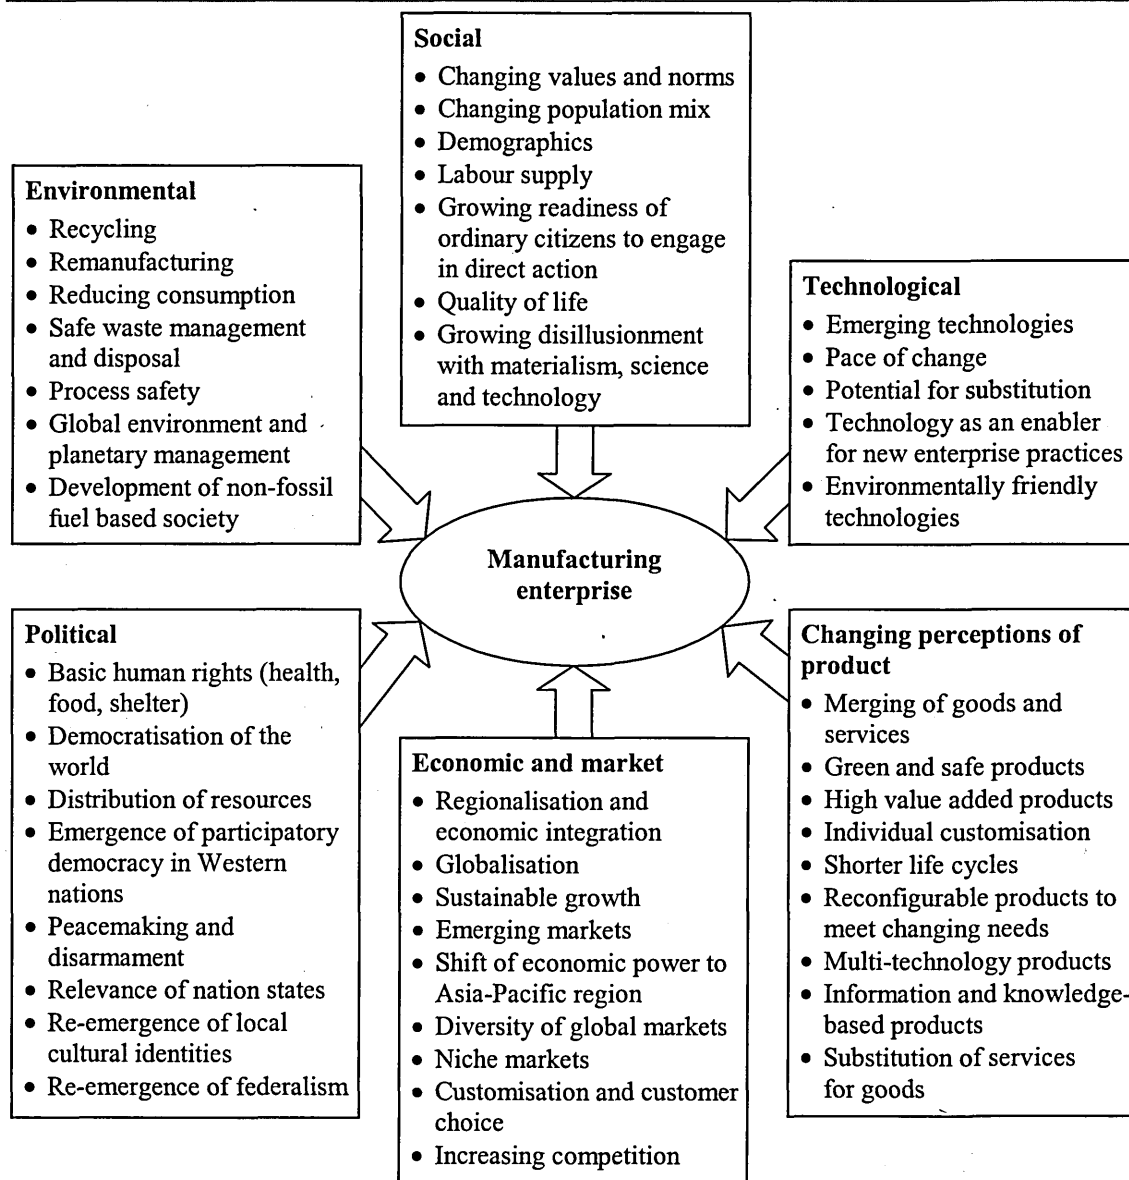 Social
• Changing values and norms
• Changing population mix
• Demographics
• Labour supply
• Growing readiness of
ordinary citizens to engage
in direct action
• Quality of life
• Growing disillusionment
with materialism, science
and technology
Environmental
• Recycling
• Remanufacturing
• Reducing consumption
• Safe waste management
and disposal
• Process safety
• Global environment and
planetary management
• Development of non-fossil
fuel based society
Technological
• Emerging technologies
• Pace of change
• Potential for substitution
• Technology as an enabler
for new enterprise practices
• Environmentally friendly
technologies
Manufacturing
enterprise
Political
• Basic human rights (health,
food, shelter)
• Democratisation of the
world
• Distribution of resources
• Emergence of participatory
democracy in Western
nations
• Peacemaking and
disarmament
• Relevance of nation states
• Re-emergence of local
cultural identities
• Re-emergence of federalism
Economic and market
• Regionalisation and
economic integration
• Globalisation
• Sustainable growth
• Emerging markets
• Shift of economic power to
Asia-Pacific region
• Diversity of global markets
• Niche markets
• Customisation and customer
choice
• Increasing competition
Changing perceptions of
product
• Merging of goods and
services
• Green and safe products
• High value added products
• Individual customisation
• Shorter life cycles
• Reconfigurable products to
meet changing needs
• Multi-technology products
• Information and knowledge-
based products
• Substitution of services
for goods